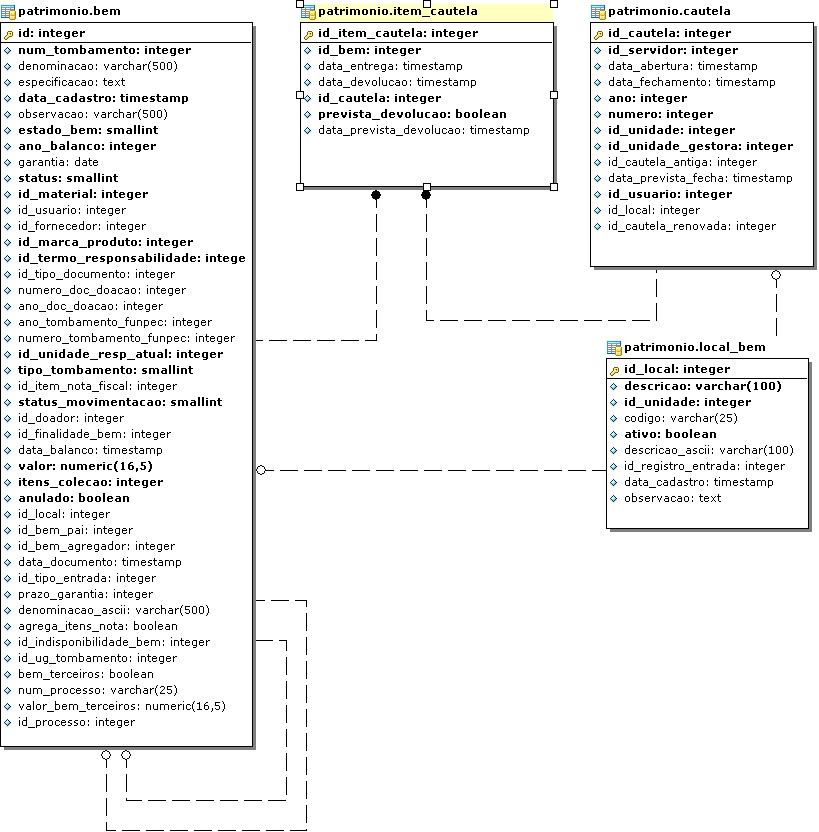 patrimonio.bem
id: integer
num_tombamento: integer
denominacao: varchar(500)
especificacao: text
data_cadastro: timestamp
observacao: varchar(500)
estado_bem: smallint
ano_balanco: integer
garantia: date
status: smallint
id_material: integer
id_usuario: integer
id_fornecedor: integer
id_marca_produto: integer
id_termo_responsabilidade: intege
id_tipo_documento: integer
numero_doc_doacao: integer
ano_doc_doacao: integer
ano_tombamento_funpec: integer
numero_tombamento_funpec: integer
id_unidade_resp_atual: integer
tipo_tombamento: smallint
id_item_nota_fiscal: integer
status_movimentacao: smallint
id_doador: integer
id_finalidade_bem: integer
data_balanco: timestamp
valor: numeric(16,5)
itens_colecao: integer
anulado: boolean
id_local: integer
id_bem_pai: integer
id_bem_agregador: integer
data_documento: timestamp
id_tipo_entrada: integer
prazo_garantia: integer
denominacao_ascii: varchar(500)
agrega_itens_nota: boolean
id_indisponibilidade_bem: integer
id_ug_tombamento: integer
bem_terceiros: boolean
num_processo: varchar(25)
valor_bem_terceiros: numeric(16,5)
id_processo: integer
patrimonio.item_cautela
id_item_cautela: integer
id_bem: integer
data_entrega: timestamp
data_devolucao: timestamp
id_cautela: integer
prevista_devolucao: boolean
data_prevista_devolucao: timestamp
patrimonio.cautela
id_cautela: integer
id_servidor: integer
data_abertura: timestamp
data_fechamento: timestamp
ano: integer
numero: integer
id_unidade: integer
id_unidade_gestora: integer
id_cautela_antiga: integer
data_prevista_fecha: timestamp
id_usuario: integer
id_local: integer
id_cautela_renovada: integer
patrimonio.local_bem
id_local: integer
descricao: varchar(100)
id_unidade: integer
codigo: varchar(25)
ativo: boolean
descricao_ascii: varchar(100)
id_registro_entrada: integer
data_cadastro: timestamp
observacao: text